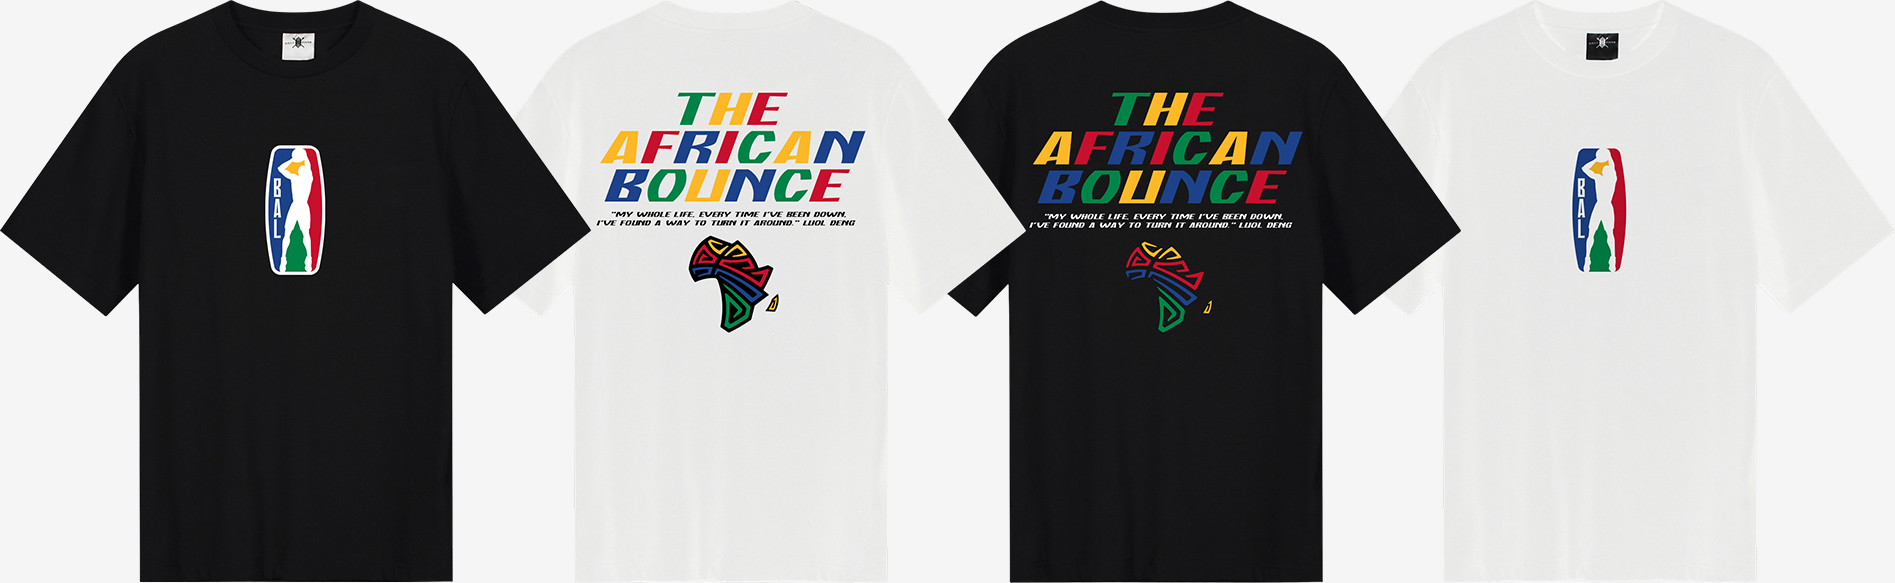 BAL
THE
AFRICAN
BOUNCE
"MY WHOLE LIFE, EVERY TIME I'VE BEEN DOWN,
I'VE FOUND A WAY TO TURN IT AROUND." LUOL DENG
THE
AFRICAN
BOUNCE
"MY WHOLE LIFE, EVERY TIME I'VE BEEN DOWN,
I'VE FOUND A WAY TO TURN IT AROUND." LUOL DENG
BAL